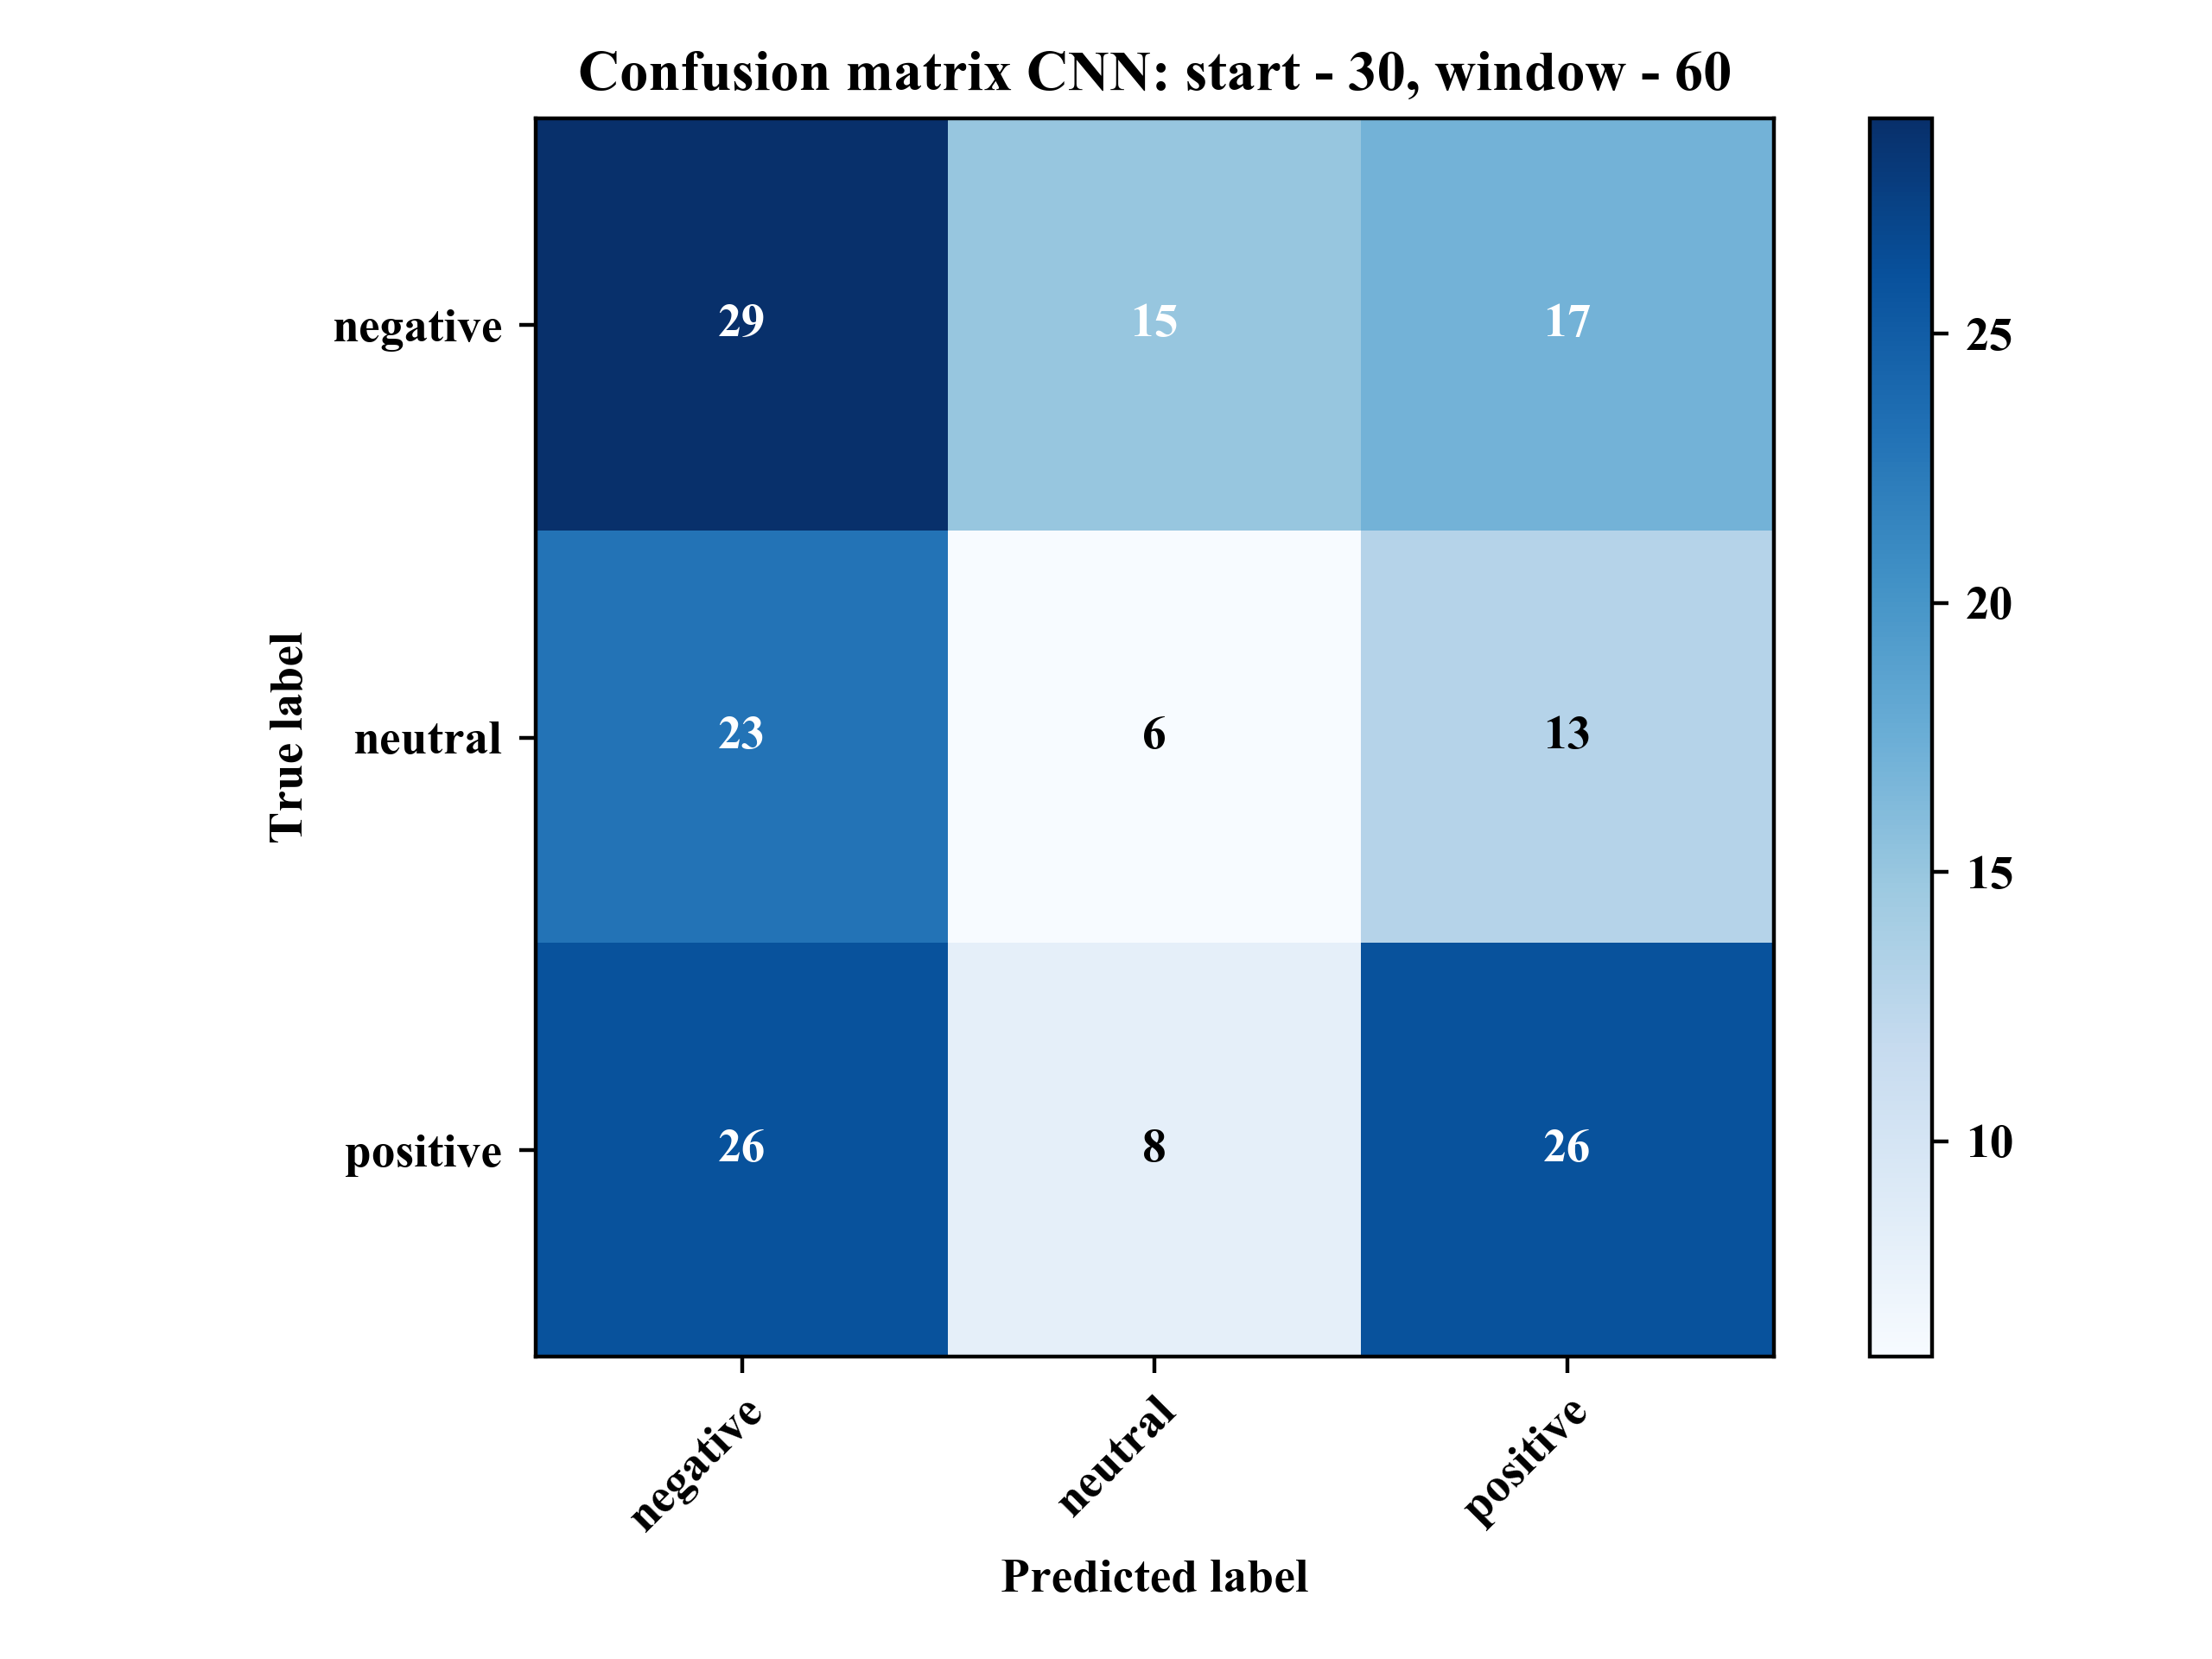 Confusion matrix CNN: start - 30, window - 60
True label
negative
29
15
17
neutral
23
6
13
positive
26
8
26
negative
neutral
positive
Predicted label
25
20
15
10